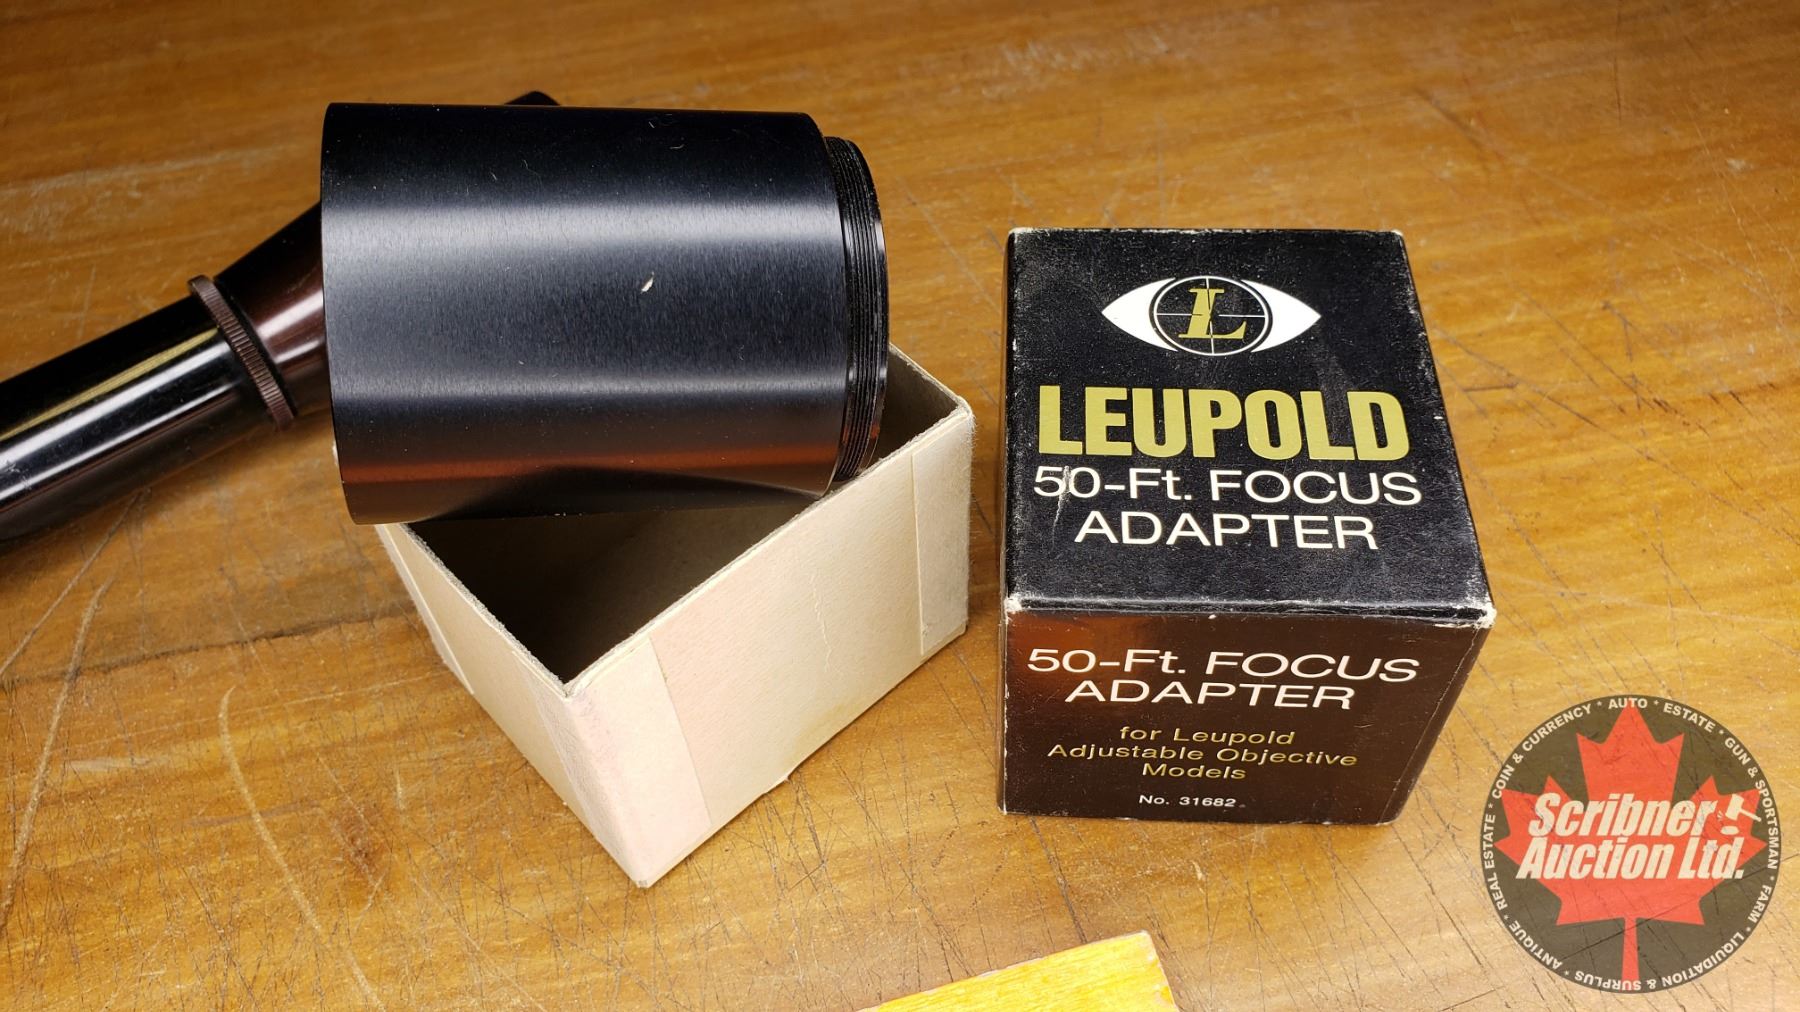 L
LEUPOLD
50-Ft. FOCUS
ADAPTER
50-Ft. FOCUS
ADAPTER
for Leupold
Adjustable Objective
Models
No. 31682
Scribner!
Auction Ltd.
REAL ESTATE * COIN & CURRENCY * AUTO * ESTATE * GUN & SPORTSMAN * FARM * LIQUIDATION & SURPLUS * ANTIQUE *